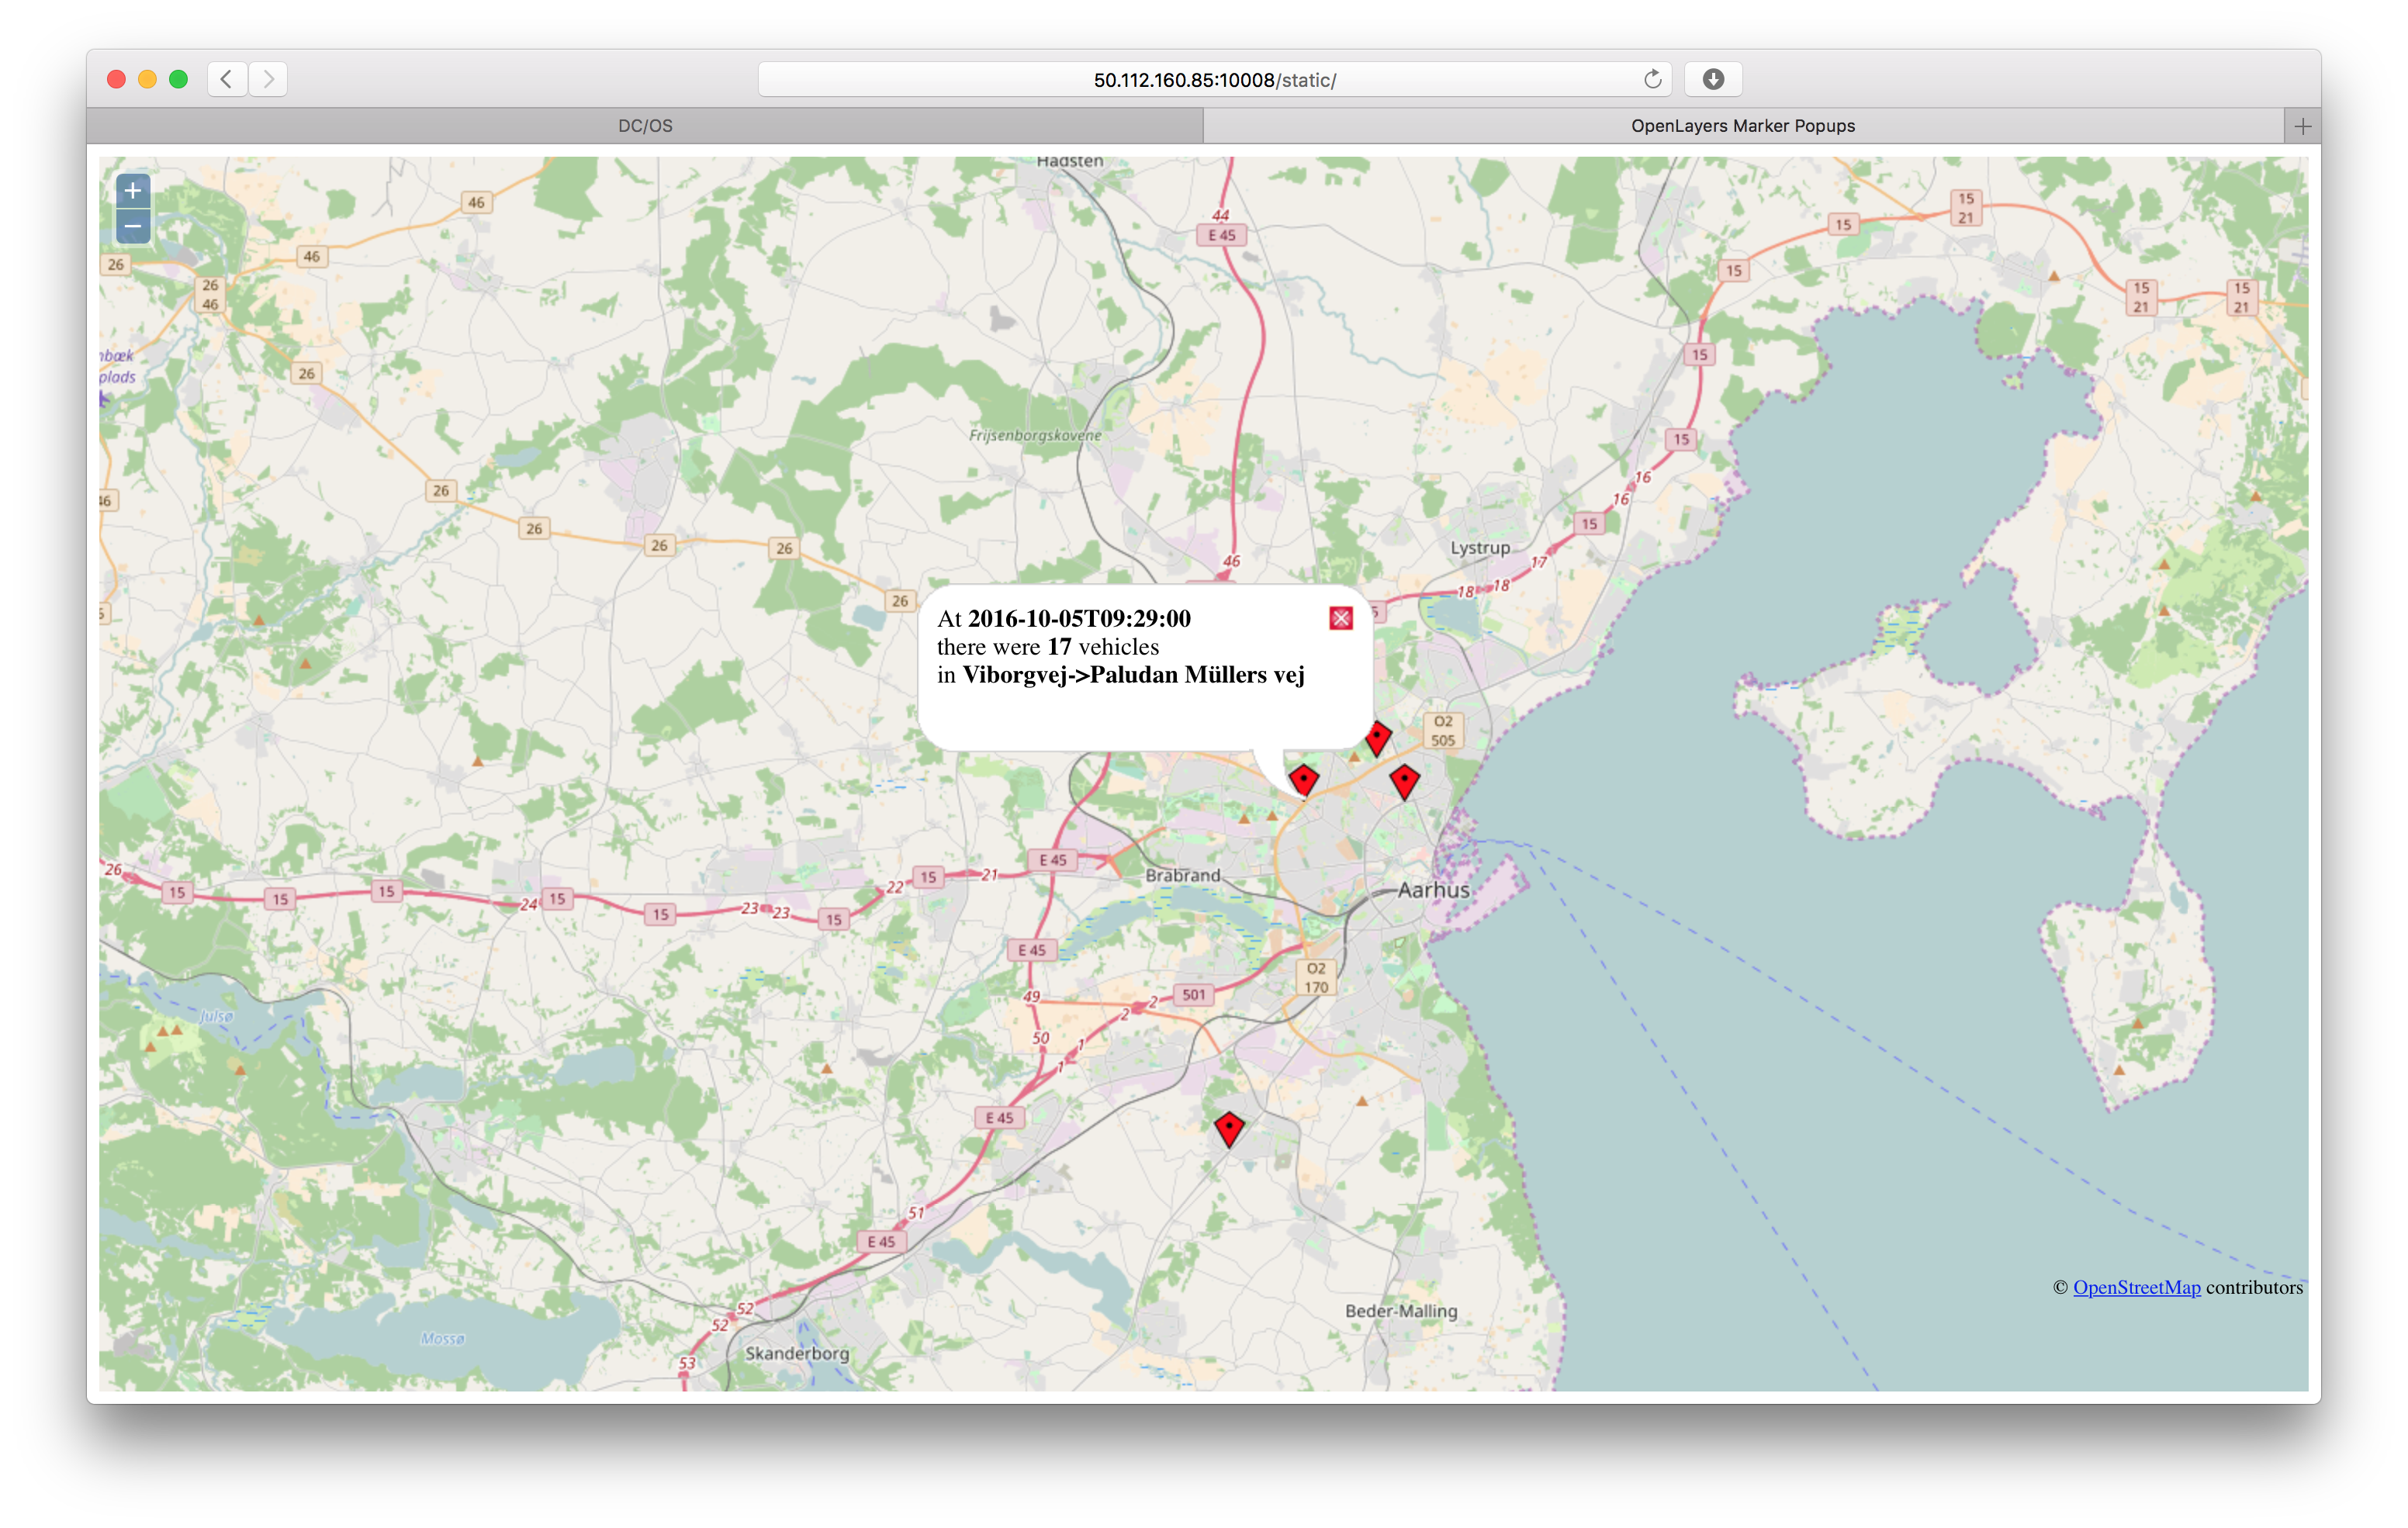 50.112.160.85:10008/static/
DC/OS
OpenLayers Marker Popups
+
−
Hadsten
46
44
E 45
15
21
15
46
26
15
26
46
15
21
15
21
15
26
Frijsenborgskovene
15
26
46
16
16
15
26
26
26
Lystrup
17
46
18
18
26
At 2016-10-05T09:29:00
there were 17 vehicles
in Viborgvej->Paludan Müllers vej
O2
505
26
15
15
15
24
15
15
23
23
15
22
15
21
E 45
Brabrand
Aarhus
E 45
O2
170
49
2
501
2
Julsø
50
1
1
E 45
51
E 45
© OpenStreetMap contributors
52
52
Mossø
Beder-Malling
Skanderborg
53